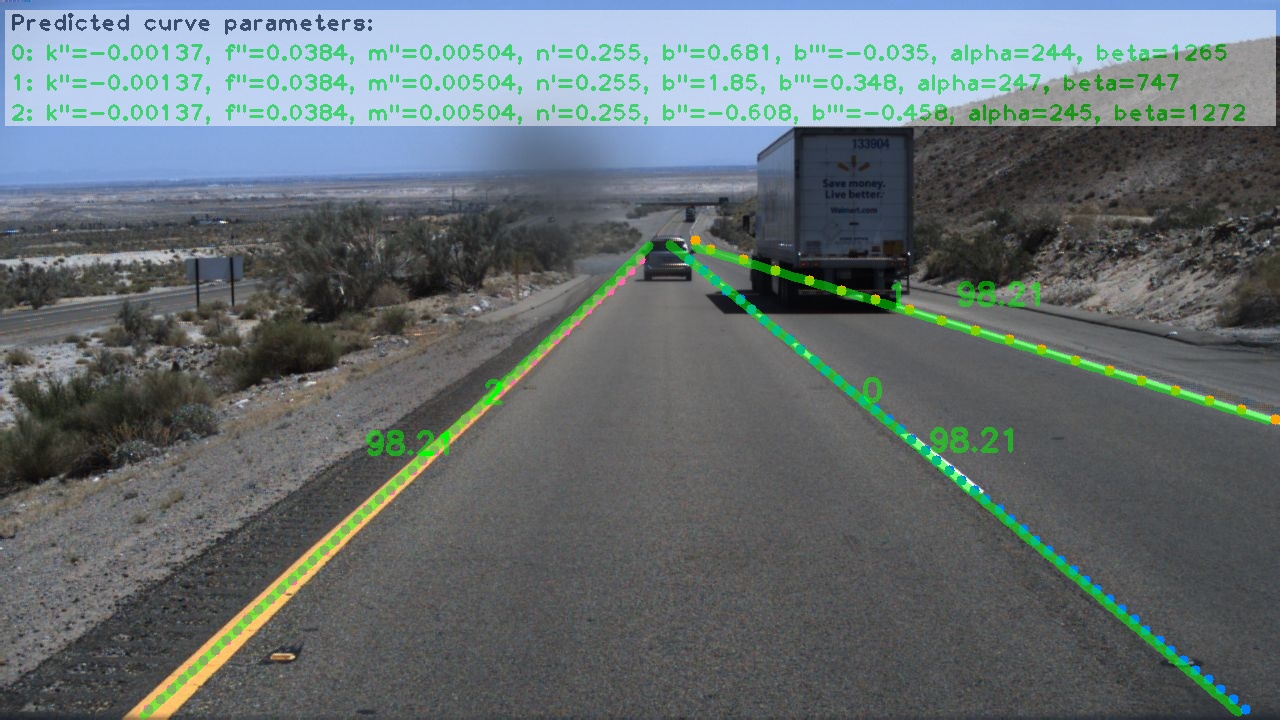 Predicted curve parameters:
0: k''=-0.00137, f''=0.0384, m''=0.00504, n'=0.255, b''=0.681, b'''=-0.035, alpha=244, beta=1265
1: k''=-0.00137, f''=0.0384, m''=0.00504, n'=0.255, b''=1.85, b'''=0.348, alpha=247, beta=747
2: k''=-0.00137, f''=0.0384, m''=0.00504, n'=0.255, b''=-0.608, b'''=-0.458, alpha=245, beta=1272
133904
Save money.
Live better.
Walmart.com
1 98.21
2
0
98.21
98.21